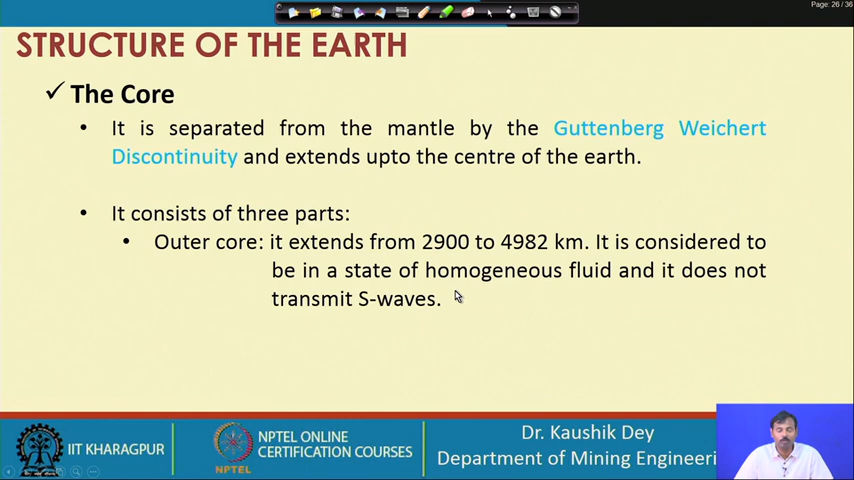 Page: 26 / 36
STRUCTURE OF THE EARTH
✓ The Core
• It is separated from the mantle by the Guttenberg Weichert
Discontinuity and extends upto the centre of the earth.
• It consists of three parts:
• Outer core: it extends from 2900 to 4982 km. It is considered to
be in a state of homogeneous fluid and it does not
transmit S-waves.
IIT KHARAGPUR
NPTEL
NPTEL ONLINE
CERTIFICATION COURSES
Dr. Kaushik Dey
Department of Mining Engineeri